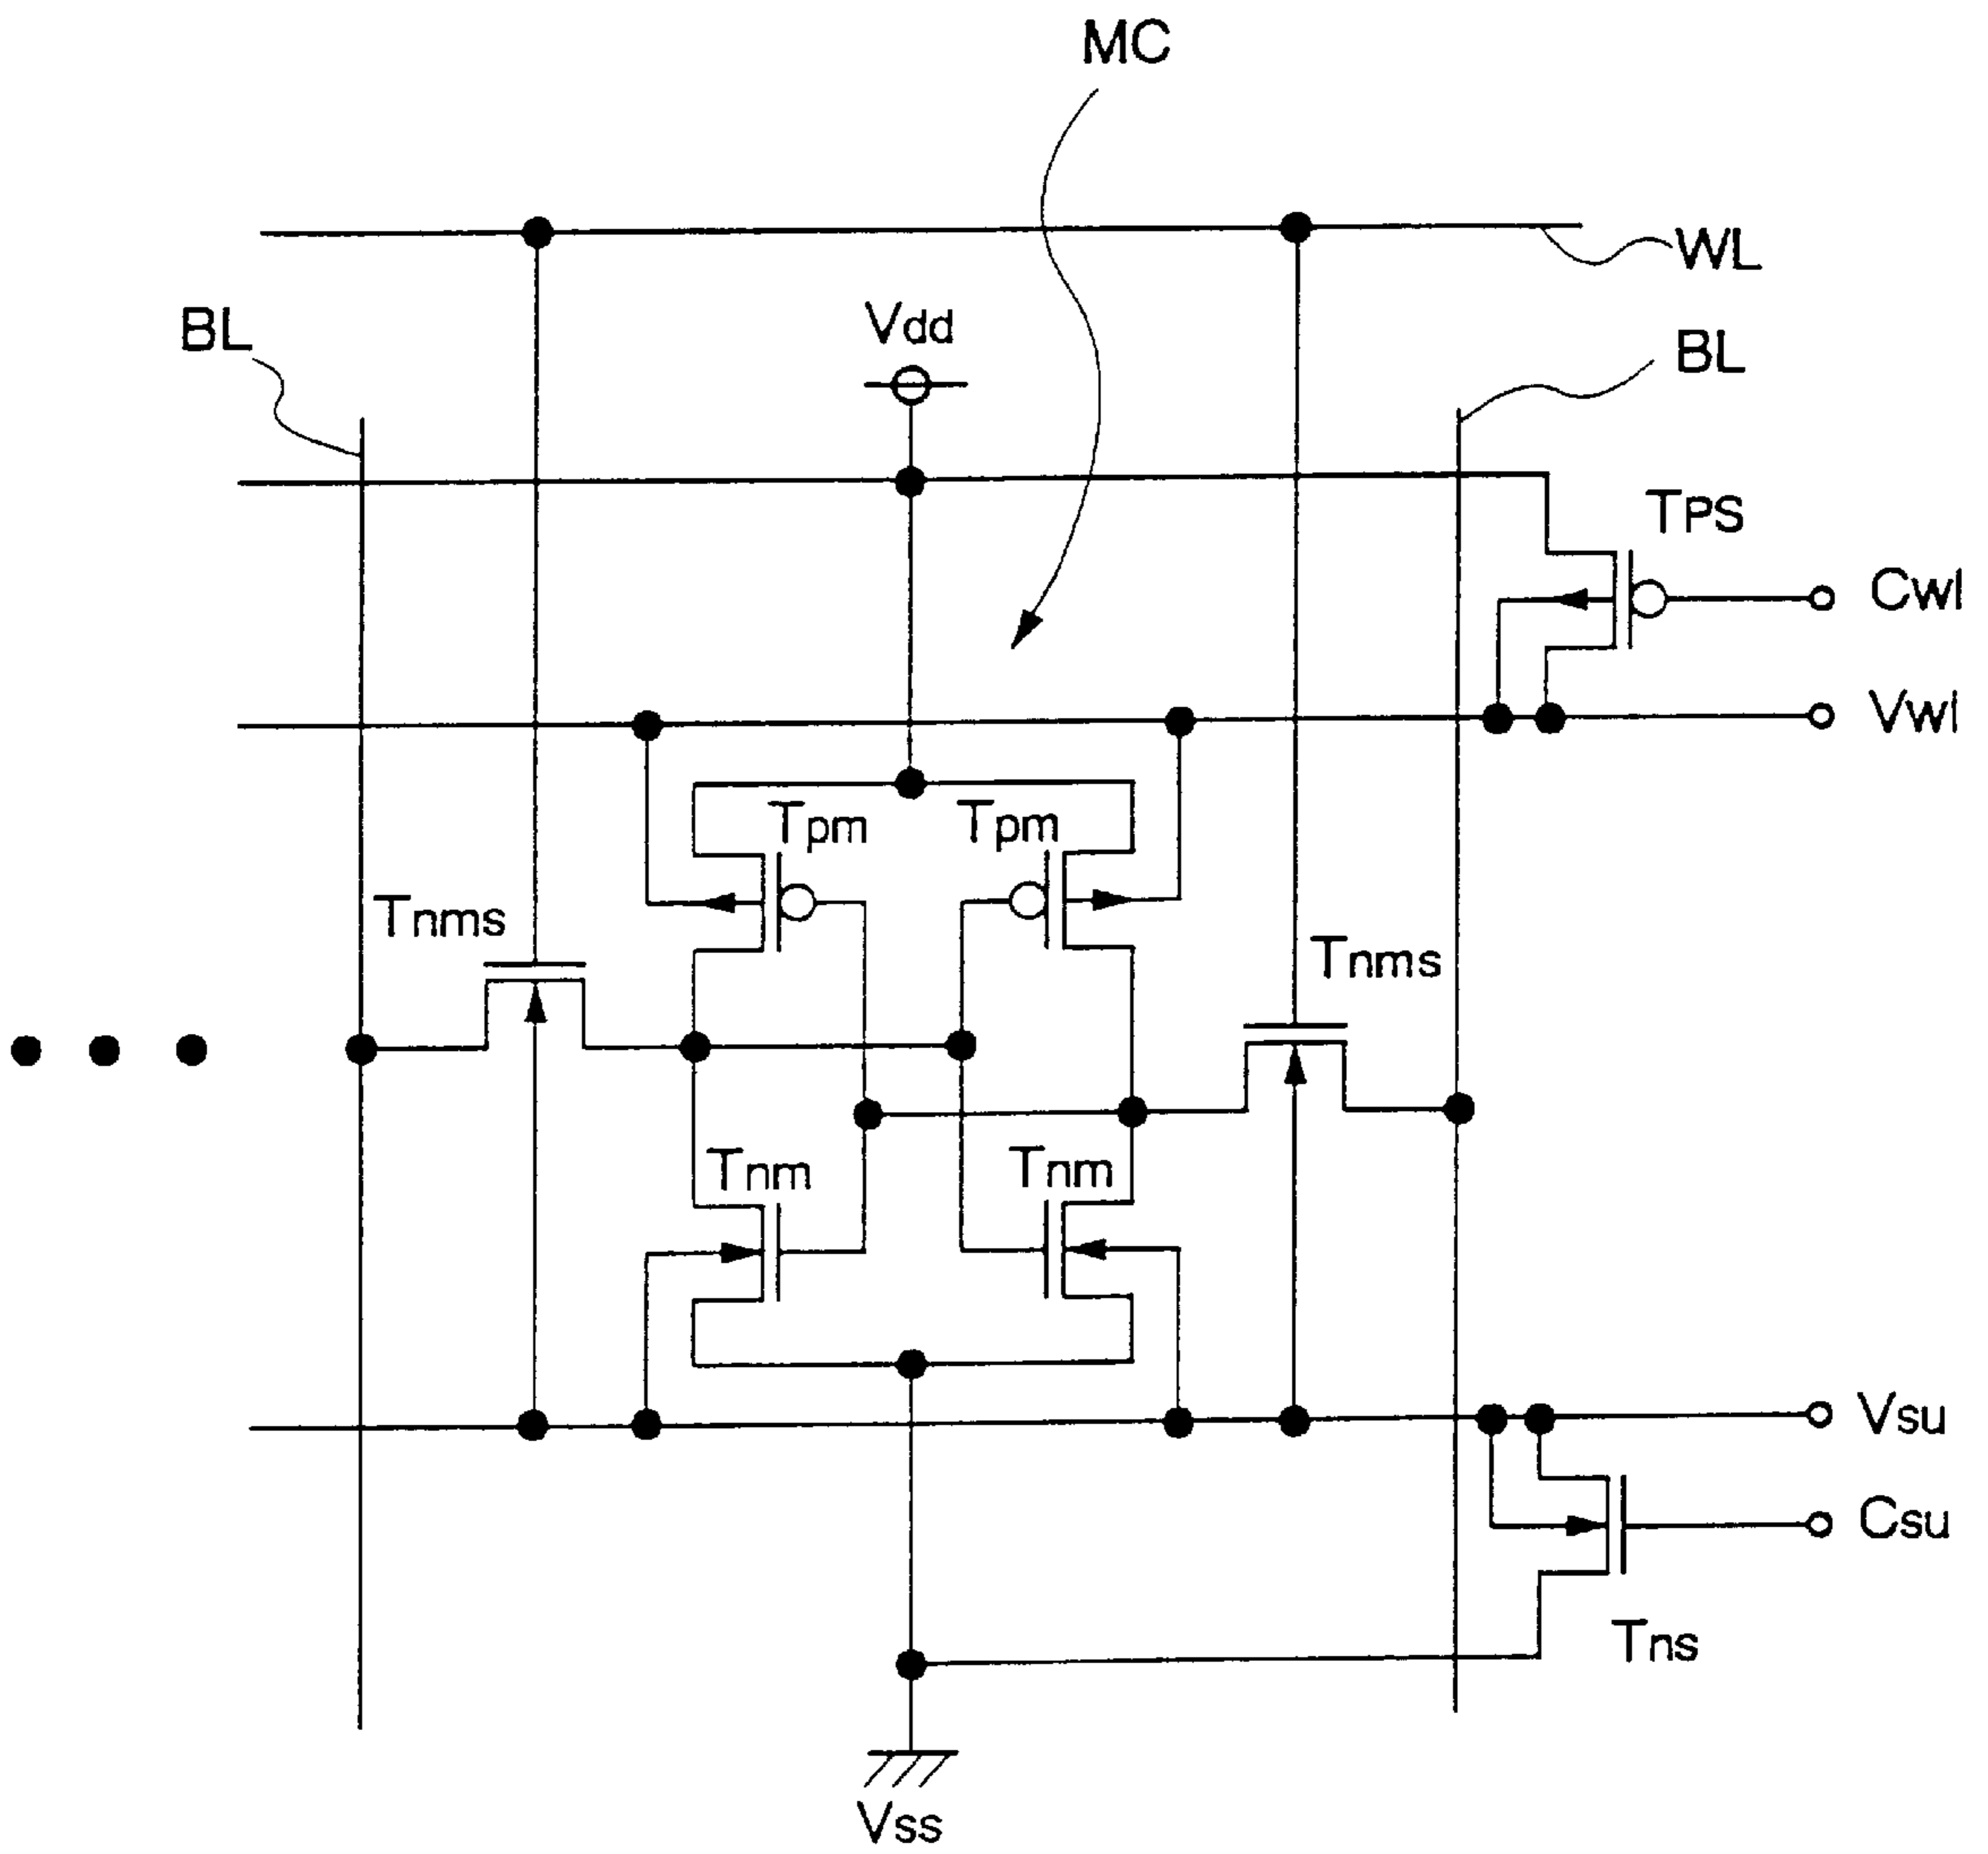 MC
WL
BL
Vdd
BL
TPS
Cwl
Vwl
Tpm
Tpm
Tnms
Tnms
Tnm
Tnm
Vsu
Csu
Tns
Vss